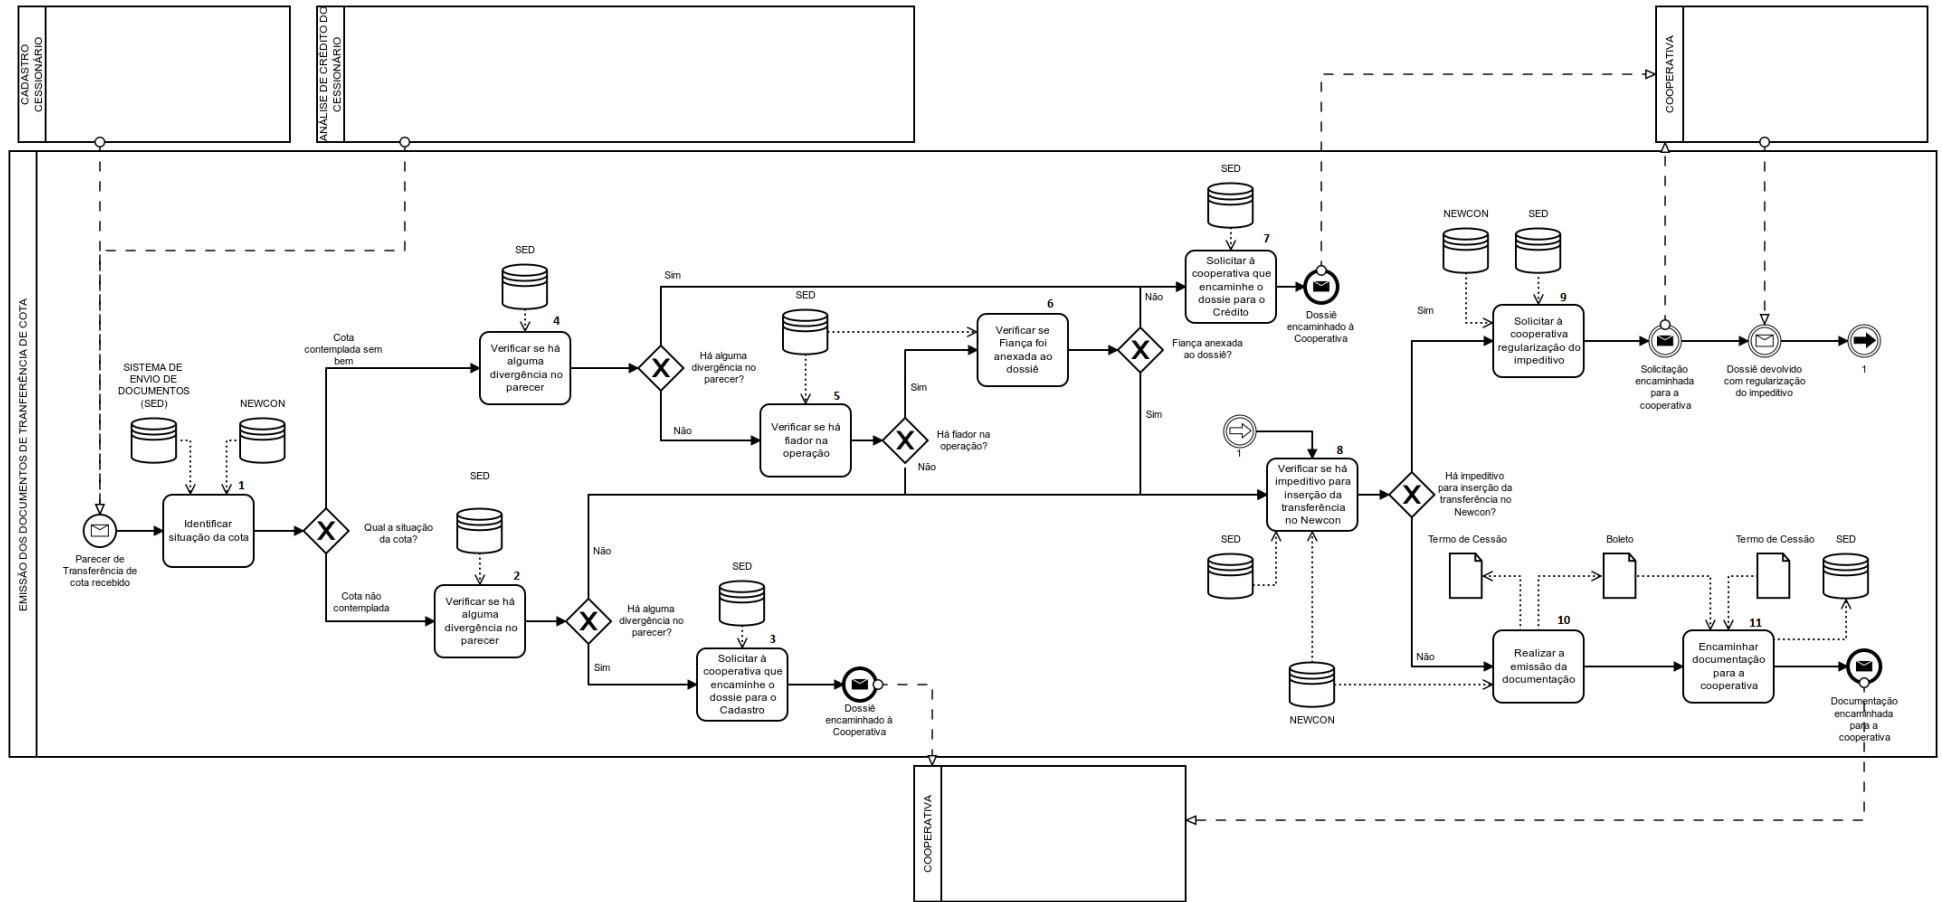 CADASTRO
CESSIONÁRIO
ANÁLISE DE CRÉDITO DO
CESSIONÁRIO
COOPERATIVA
EMISSÃO DOS DOCUMENTOS DE TRANFERÊNCIA DE COTA
Parecer de
Transferência de
cota recebido
SISTEMA DE
ENVIO DE
DOCUMENTOS
(SED)
NEWCON
1
Identificar
situação da cota
Qual a situação
da cota?
Cota
contemplada sem
bem
Cota não
contemplada
SED
4
Verificar se há
alguma
divergência no
parecer
Há alguma
divergência no
parecer?
Sim
Não
SED
5
Verificar se há
fiador na
operação
Há fiador na
operação?
Sim
Não
6
Verificar se
Fiança foi
anexada ao
dossiê
Fiança anexada
ao dossiê?
Não
Sim
SED
7
Solicitar à
cooperativa que
encaminhe o
dossie para o
Crédito
Dossiê
encaminhado à
Cooperativa
SED
2
Verificar se há
alguma
divergência no
parecer
Há alguma
divergência no
parecer?
Não
Sim
SED
3
Solicitar à
cooperativa que
encaminhe o
dossie para o
Cadastro
Dossiê
encaminhado à
Cooperativa
1
8
Verificar se há
impeditivo para
inserção da
transferência
no Newcon
SED
NEWCON
Há impeditivo
para inserção da
transferência no
Newcon?
Sim
Não
NEWCON
SED
9
Solicitar à
cooperativa
regularização do
impeditivo
Solicitação
encaminhada
para a
cooperativa
Dossiê devolvido
com regularização
do impeditivo
1
Termo de Cessão
Boleto
Termo de Cessão
SED
10
Realizar a
emissão da
documentação
11
Encaminhar
documentação
para a
cooperativa
Documentação
encaminhada
para a
cooperativa
COOPERATIVA